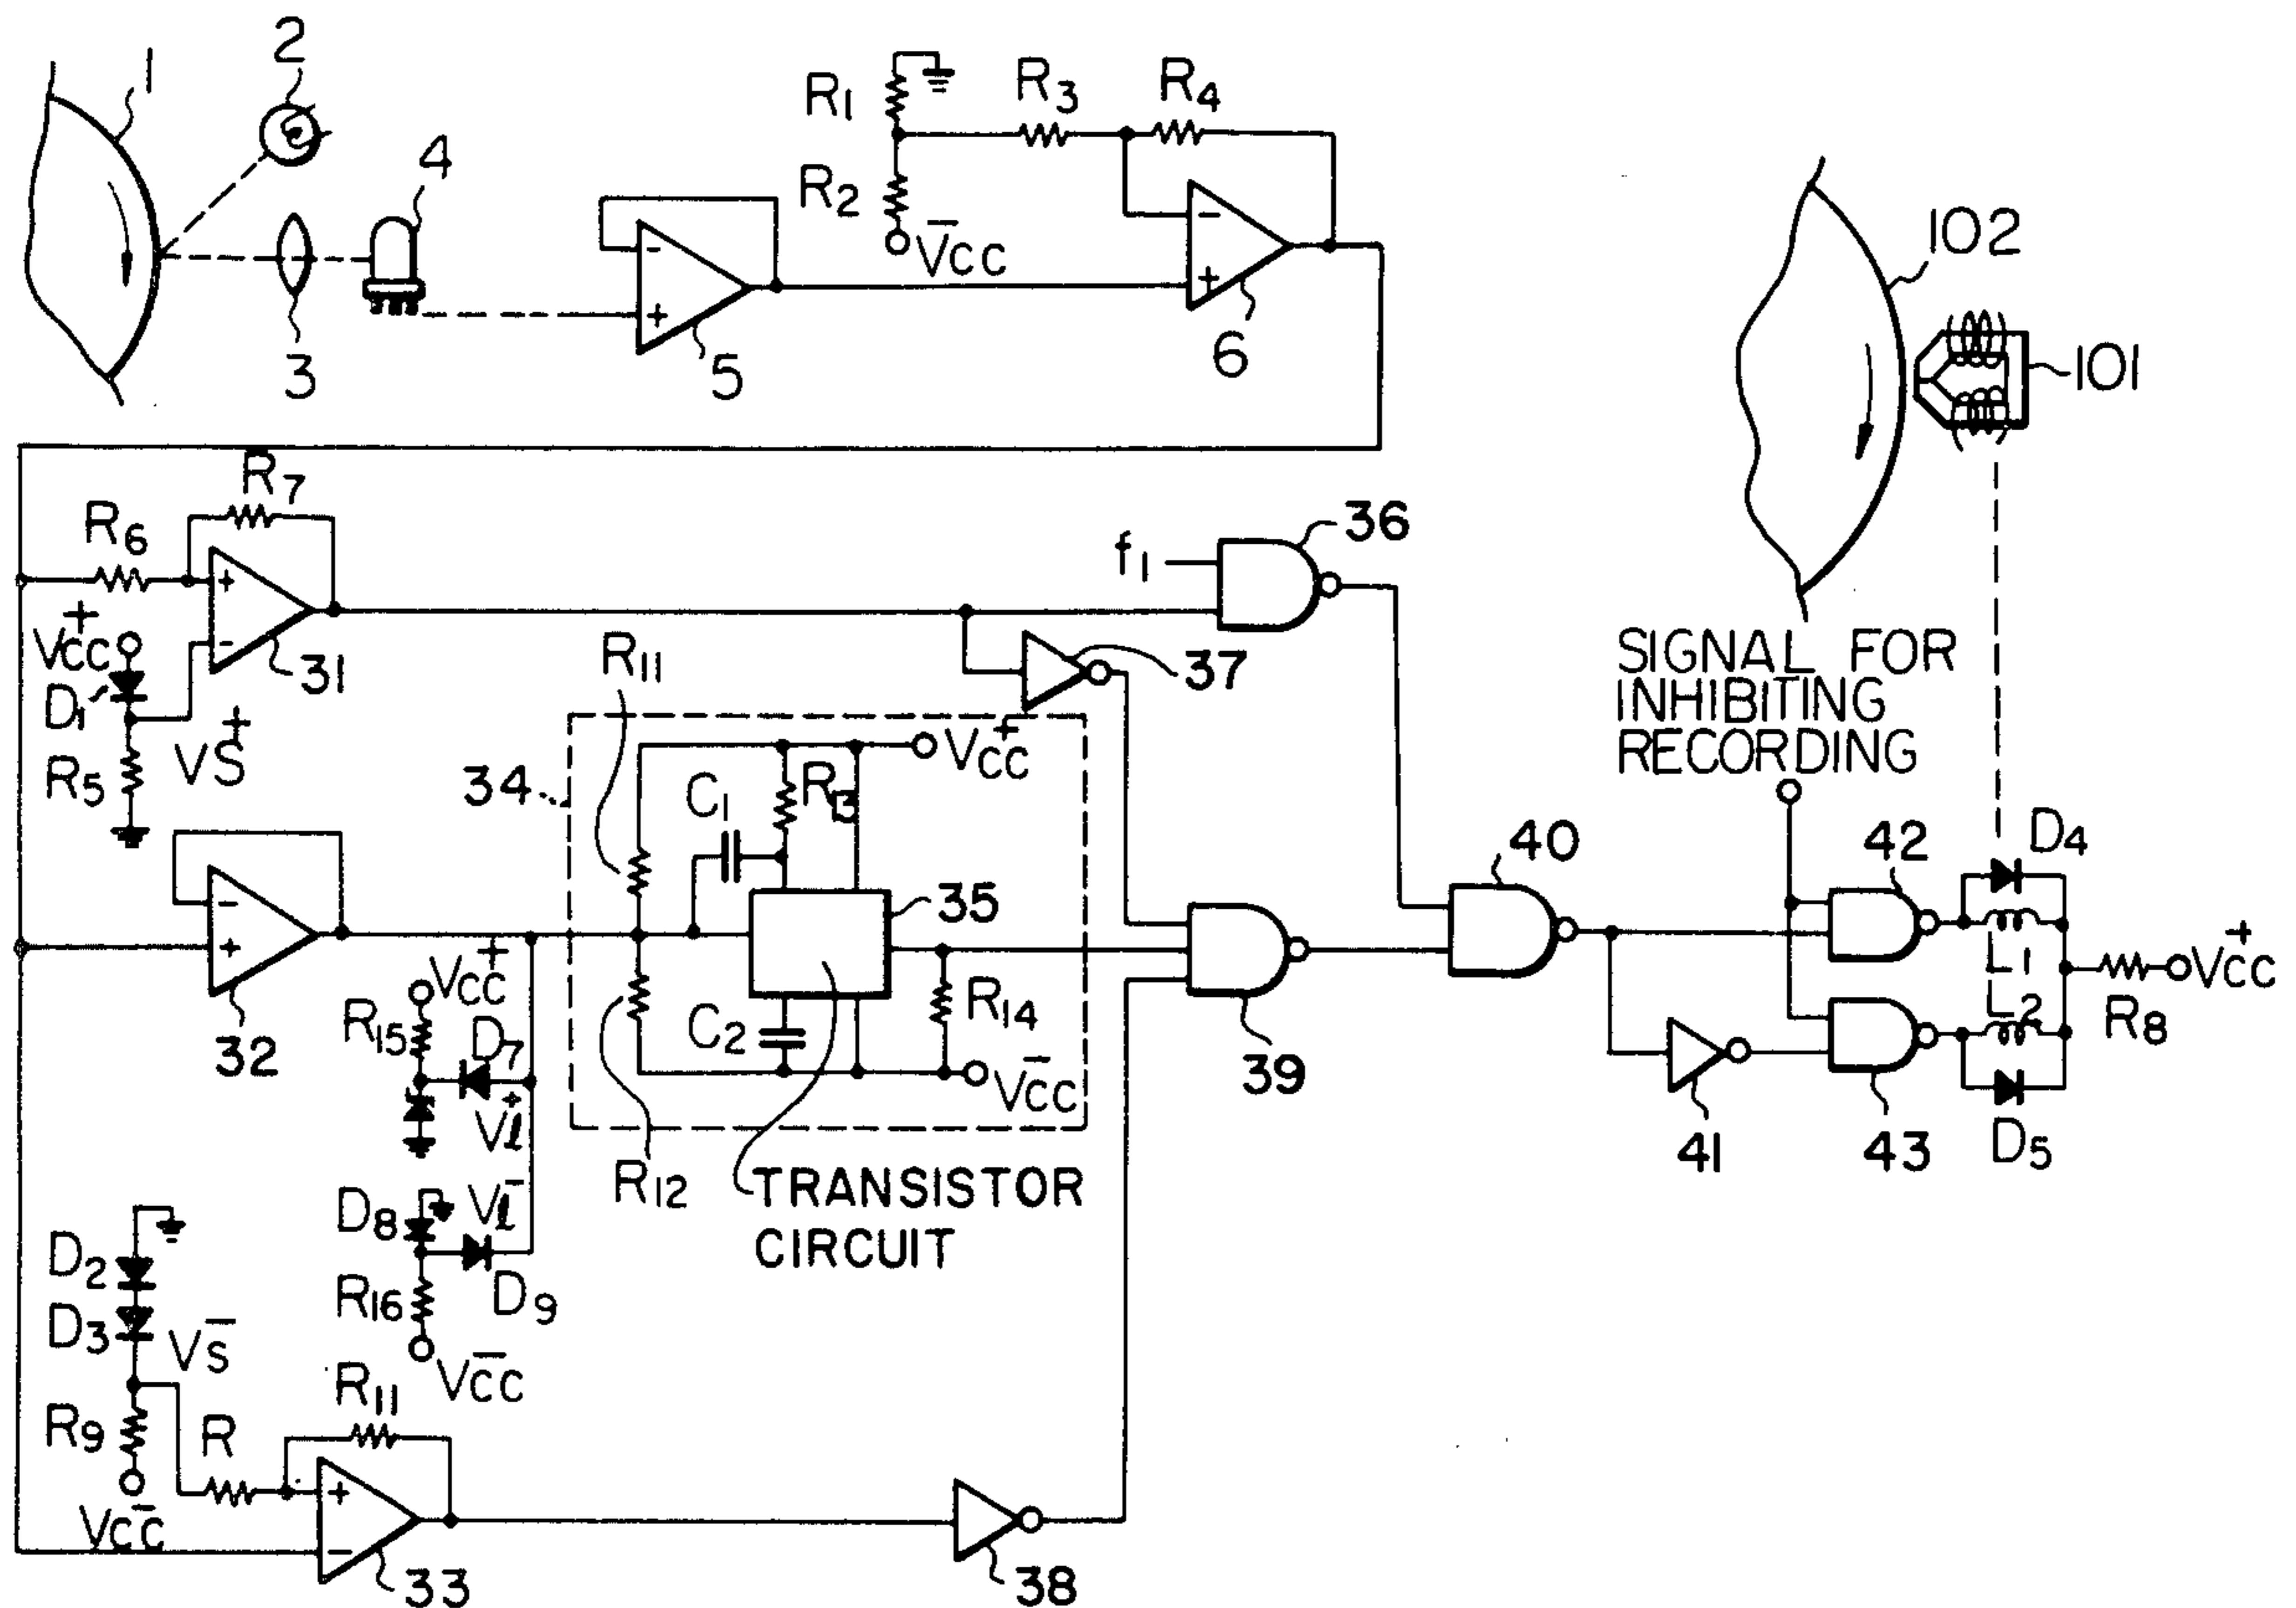 1
2
3
4
R1
R2
R3
R4
V̄CC
-
+
5
-
+
6
102
101
R7
R6
+
-
31
V+CC
D1
R5
VS+
f1
36
37
SIGNAL FOR
INHIBITING
RECORDING
R11
34
C1
R13
VCC+
35
C2
R14
VCC-
R12
TRANSISTOR
CIRCUIT
-
+
32
VCC+
R15
D7
Vl+
D8
Vl-
D9
R16
VCC-
39
40
41
42
43
D4
L1
L2
D5
R8
VCC+
D2
D3
VS-
R9
R
R11
VCC-
+
-
33
38